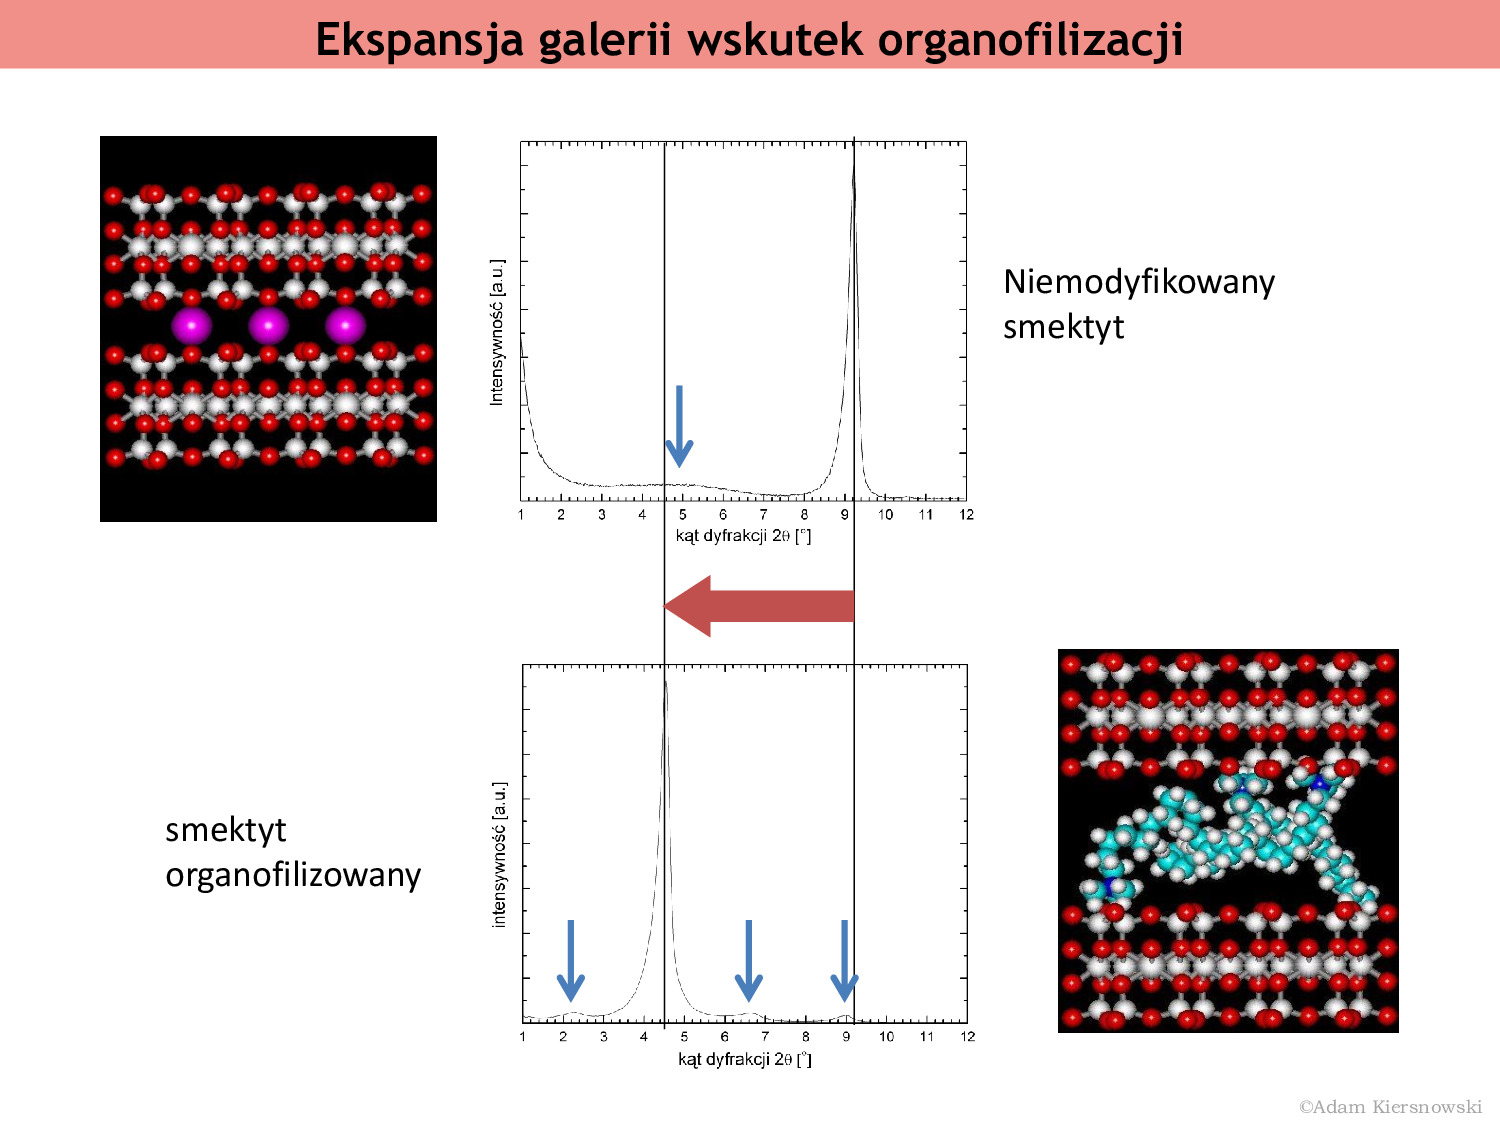 Ekspansja galerii wskutek organofilizacji
Intensywność [a.u.]
1 2 3 4 5 6 7 8 9 10 11 12
kąt dyfrakcji 2θ [°]
Niemodyfikowany
smektyt
smektyt
organofilizowany
intensywność [a.u.]
1 2 3 4 5 6 7 8 9 10 11 12
kąt dyfrakcji 2θ [°]
©Adam Kiersnowski